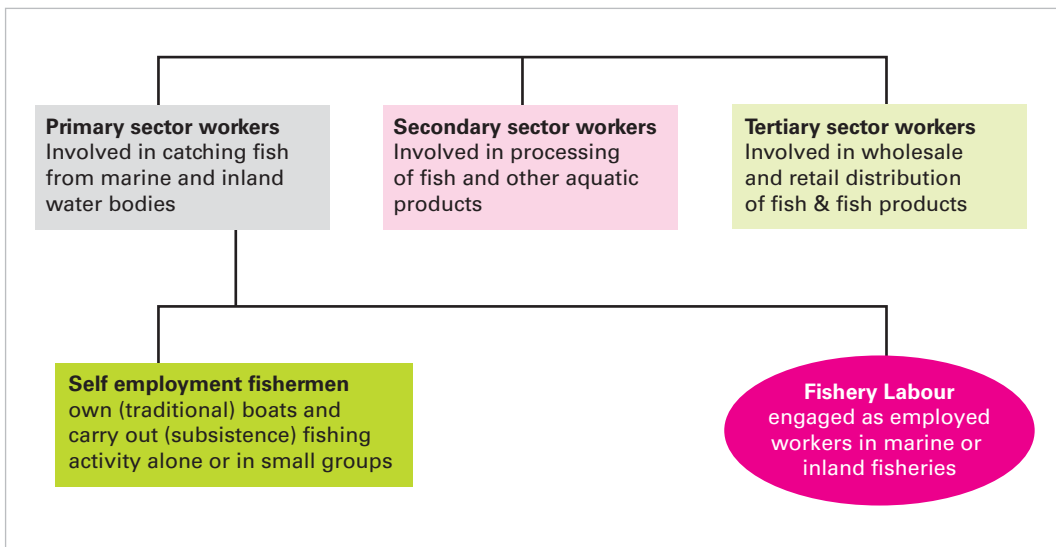 Primary sector workers
Involved in catching fish
from marine and inland
water bodies
Secondary sector workers
Involved in processing
of fish and other aquatic
products
Tertiary sector workers
Involved in wholesale
and retail distribution
of fish & fish products
Self employment fishermen
own (traditional) boats and
carry out (subsistence) fishing
activity alone or in small groups
Fishery Labour
engaged as employed
workers in marine or
inland fisheries